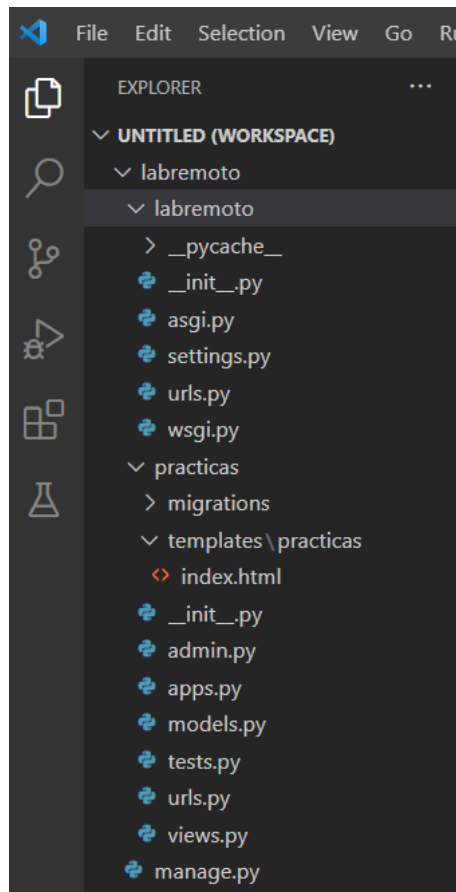 File Edit Selection View Go
EXPLORER ...
UNTITLED (WORKSPACE)
labremoto
labremoto
__pycache__
__init__.py
asgi.py
settings.py
urls.py
wsgi.py
practicas
migrations
templates\practicas
index.html
__init__.py
admin.py
apps.py
models.py
tests.py
urls.py
views.py
manage.py